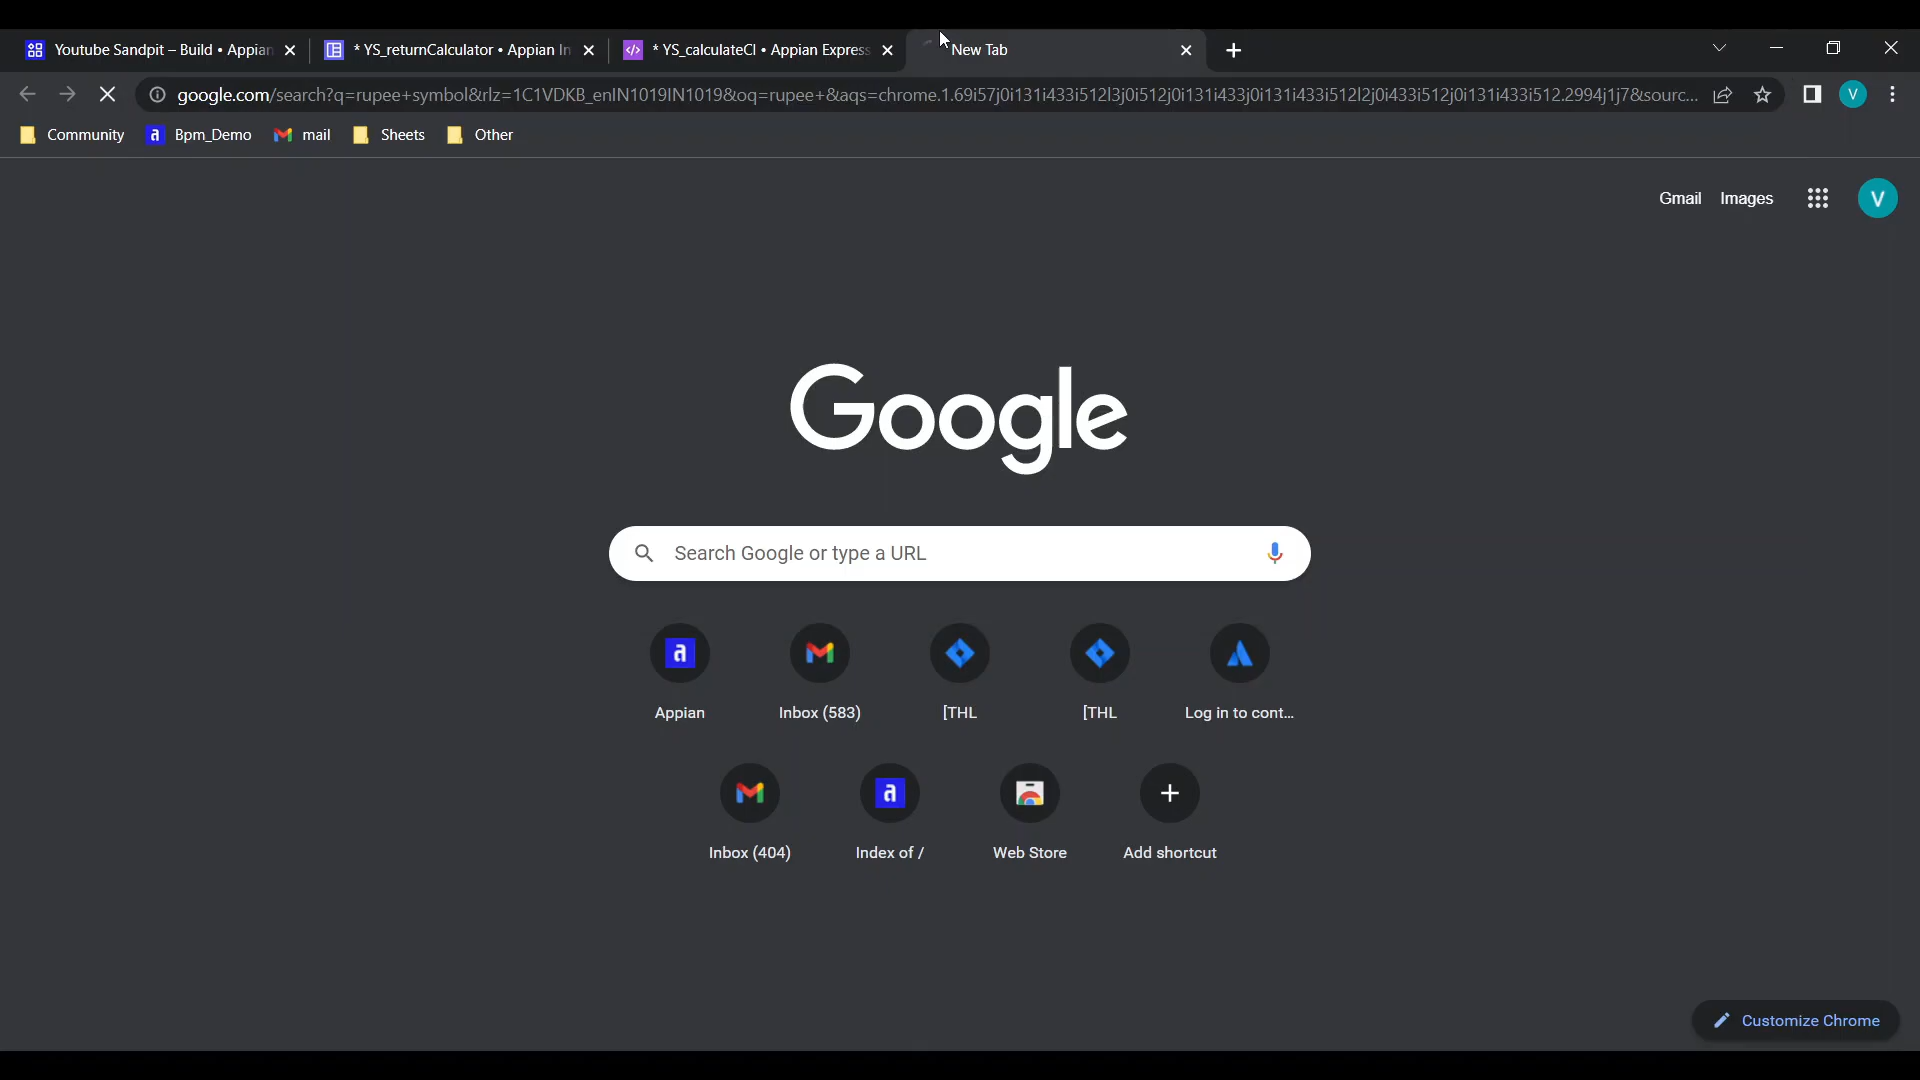 Youtube Sandpit – Build • Appian
* YS_returnCalculator • Appian In
* YS_calculateCI • Appian Express
New Tab
google.com/search?q=rupee+symbol&rlz=1C1VDKB_enIN1019IN1019&oq=rupee+&aqs=chrome.1.69i57j0i131i433i512l3j0i512j0i131i433j0i131i433i512l2j0i433i512j0i131i433i512.2994j1j7&sourc...
V
Community
Bpm_Demo
mail
Sheets
Other
Gmail
Images
V
Google
Search Google or type a URL
Appian
Inbox (583)
[THL
[THL
Log in to cont...
Inbox (404)
Index of /
Web Store
Add shortcut
Customize Chrome